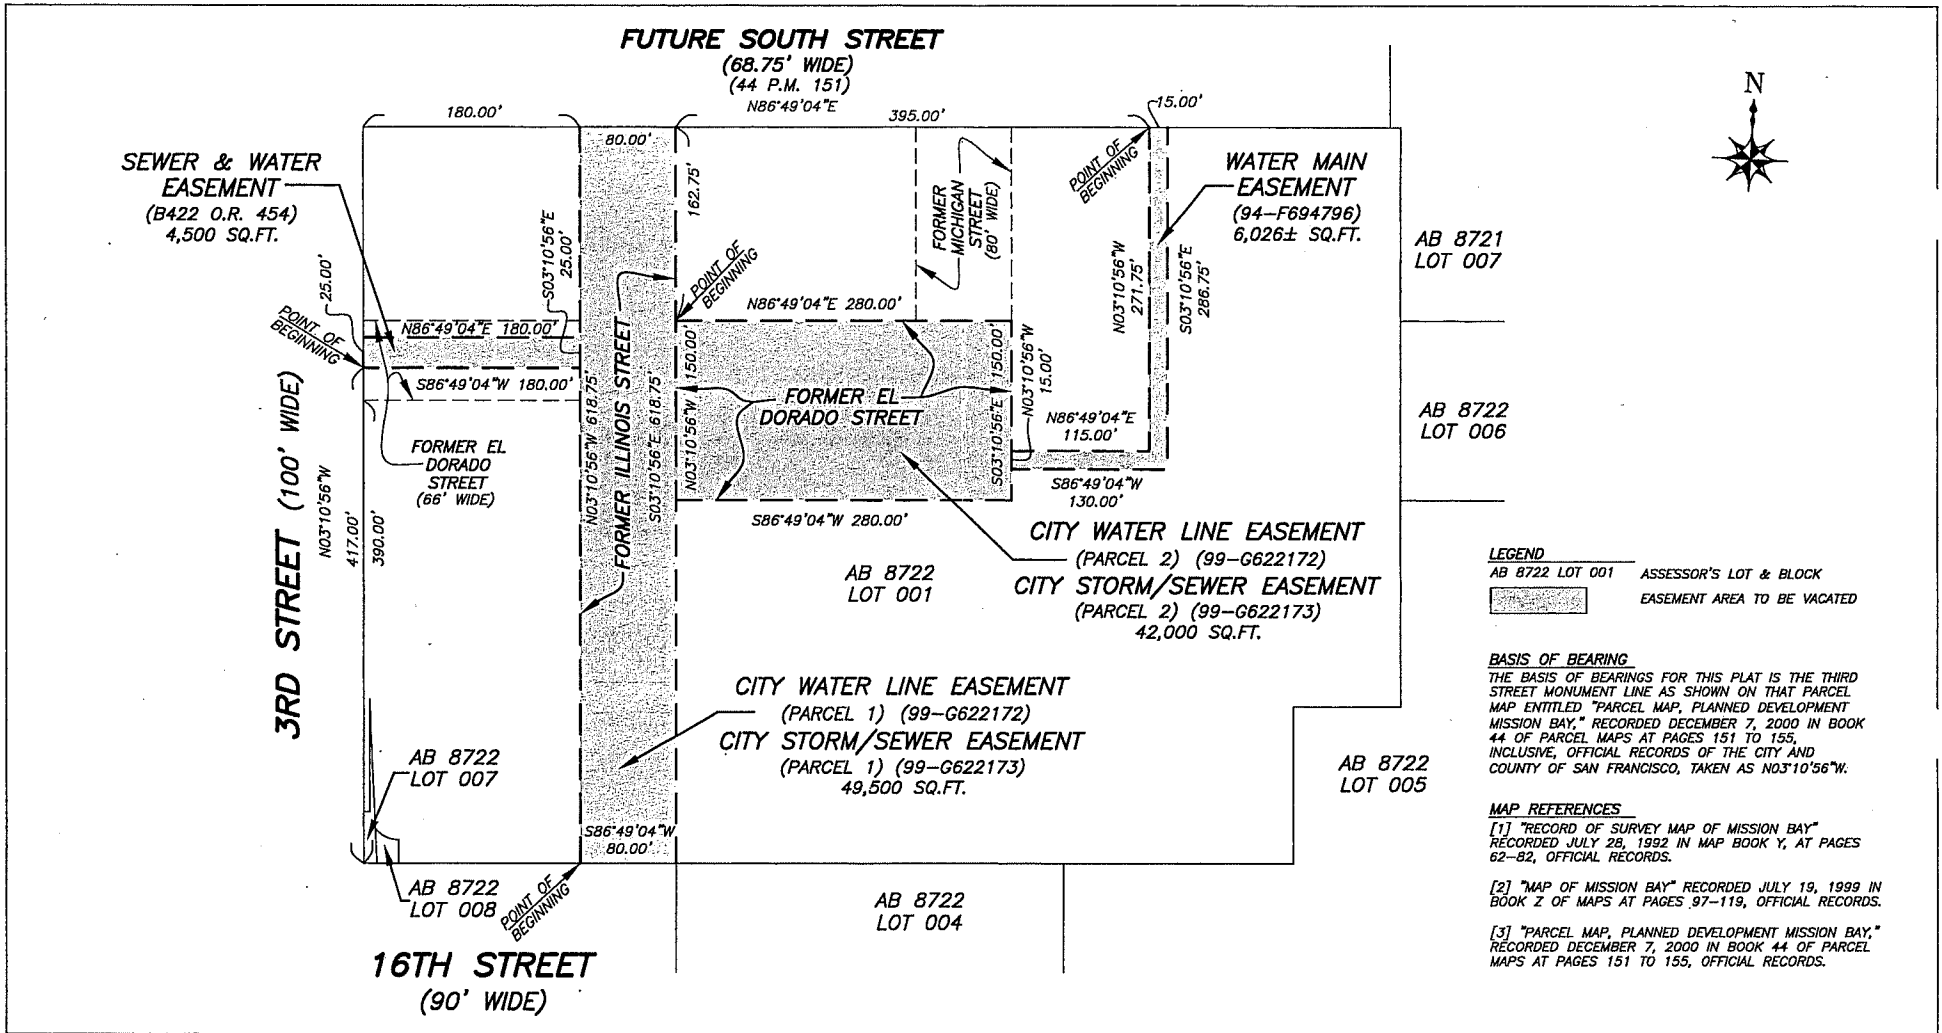 FUTURE SOUTH STREET
(68.75' WIDE)
(44 P.M. 151)
N86°49'04"E
180.00'
80.00'
395.00'
15.00'
N
SEWER & WATER
EASEMENT
(B422 O.R. 454)
4,500 SQ.FT.
25.00'
S03°10'56"E
25.00'
162.75'
POINT OF
BEGINNING
FORMER
MICHIGAN
STREET
(80' WIDE)
POINT OF
BEGINNING
WATER MAIN
EASEMENT
(94-F694796)
6,026± SQ.FT.
N03°10'56"W
271.75'
S03°10'56"E
286.75'
AB 8721
LOT 007
POINT OF
BEGINNING
N86°49'04"E 180.00'
S86°49'04"W 180.00'
N86°49'04"E 280.00'
FORMER ILLINOIS STREET
N03°10'56"W 618.75'
S03°10'56"E 618.75'
N03°10'56"W 150.00'
FORMER EL
DORADO STREET
S03°10'56"E 150.00'
N03°10'56"W
15.00'
N86°49'04"E
115.00'
S86°49'04"W
130.00'
S86°49'04"W 280.00'
AB 8722
LOT 006
FORMER EL
DORADO
STREET
(66' WIDE)
3RD STREET (100' WIDE)
N03°10'56"W
417.00'
390.00'
CITY WATER LINE EASEMENT
(PARCEL 2) (99-G622172)
CITY STORM/SEWER EASEMENT
(PARCEL 2) (99-G622173)
42,000 SQ.FT.
AB 8722
LOT 001
CITY WATER LINE EASEMENT
(PARCEL 1) (99-G622172)
CITY STORM/SEWER EASEMENT
(PARCEL 1) (99-G622173)
49,500 SQ.FT.
AB 8722
LOT 007
S86°49'04"W
80.00'
AB 8722
LOT 005
AB 8722
LOT 008
POINT OF
BEGINNING
AB 8722
LOT 004
16TH STREET
(90' WIDE)
LEGEND
AB 8722 LOT 001 ASSESSOR'S LOT & BLOCK
EASEMENT AREA TO BE VACATED
BASIS OF BEARING
THE BASIS OF BEARINGS FOR THIS PLAT IS THE THIRD
STREET MONUMENT LINE AS SHOWN ON THAT PARCEL
MAP ENTITLED "PARCEL MAP, PLANNED DEVELOPMENT
MISSION BAY," RECORDED DECEMBER 7, 2000 IN BOOK
44 OF PARCEL MAPS AT PAGES 151 TO 155,
INCLUSIVE, OFFICIAL RECORDS OF THE CITY AND
COUNTY OF SAN FRANCISCO, TAKEN AS N03°10'56"W.
MAP REFERENCES
[1] "RECORD OF SURVEY MAP OF MISSION BAY"
RECORDED JULY 28, 1992 IN MAP BOOK Y, AT PAGES
62-82, OFFICIAL RECORDS.
[2] "MAP OF MISSION BAY" RECORDED JULY 19, 1999 IN
BOOK Z OF MAPS AT PAGES 97-119, OFFICIAL RECORDS.
[3] "PARCEL MAP, PLANNED DEVELOPMENT MISSION BAY,"
RECORDED DECEMBER 7, 2000 IN BOOK 44 OF PARCEL
MAPS AT PAGES 151 TO 155, OFFICIAL RECORDS.